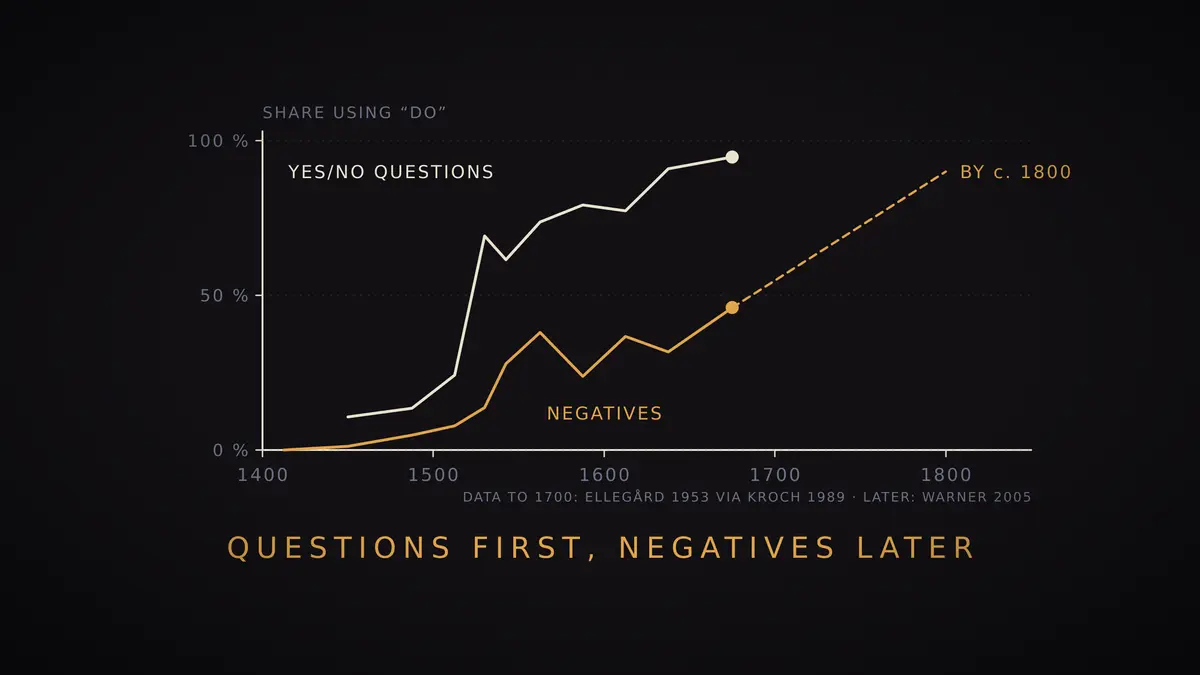 SHARE USING “DO”
100 %
YES/NO QUESTIONS
BY c. 1800
50 %
NEGATIVES
0 %
1400 1500 1600 1700 1800
DATA TO 1700: ELLEGÅRD 1953 VIA KROCH 1989 · LATER: WARNER 2005
QUESTIONS FIRST, NEGATIVES LATER